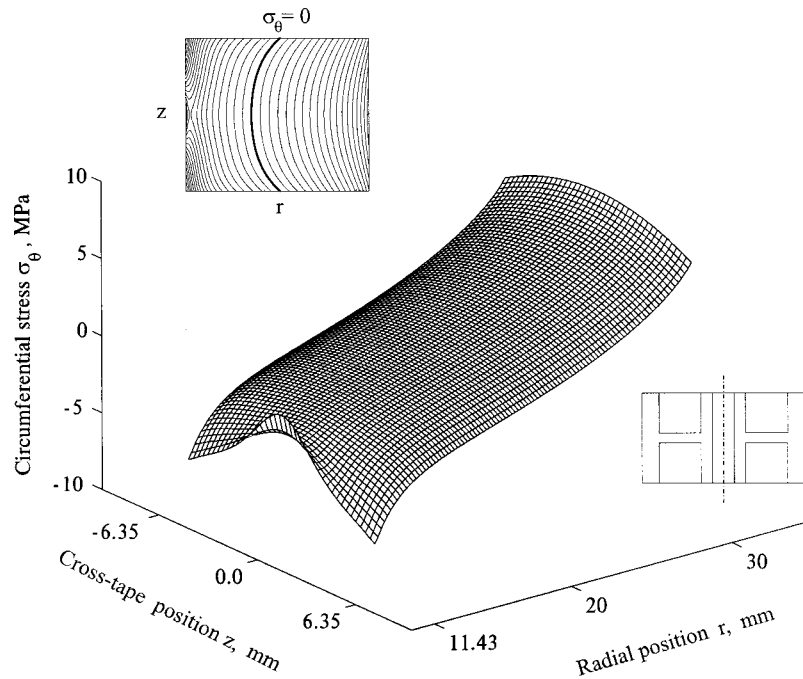 σθ = 0
z
r
10
5
0
-5
-10
Circumferential stress σθ , MPa
-6.35
0.0
6.35
Cross-tape position z, mm
11.43
20
30
Radial position r, mm